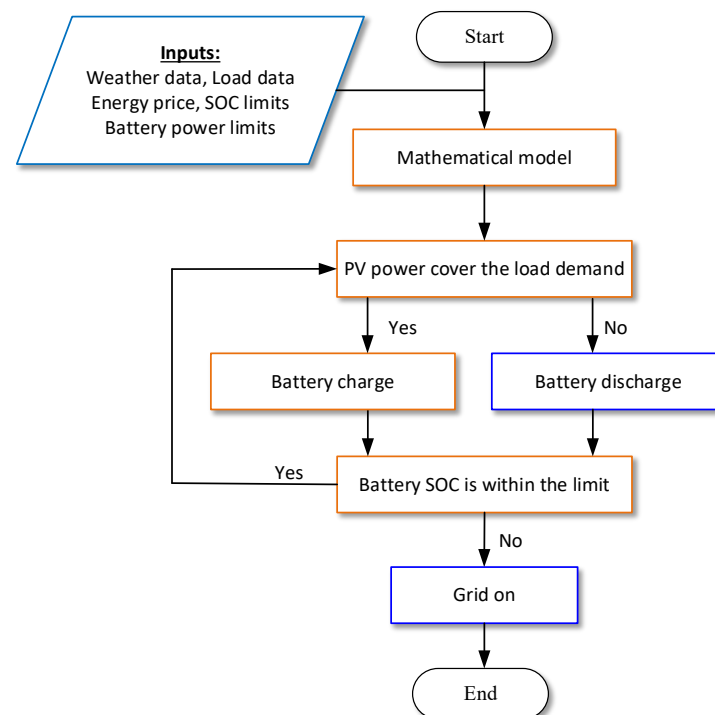 Start
Inputs:
Weather data, Load data
Energy price, SOC limits
Battery power limits
Mathematical model
PV power cover the load demand
Yes
No
Battery charge
Battery discharge
Yes
Battery SOC is within the limit
No
Grid on
End